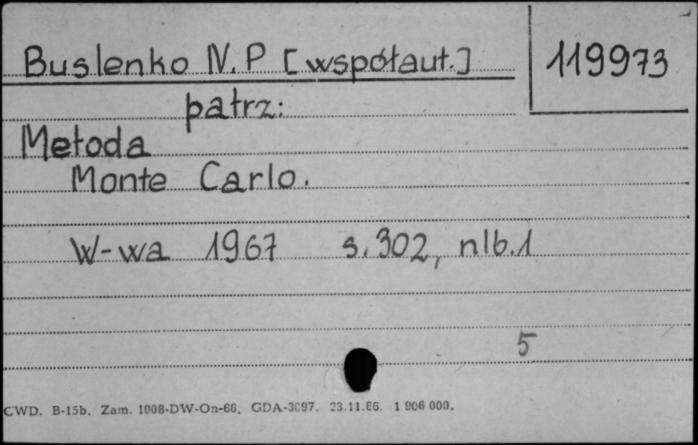 Buslenko N.P [współaut.] 119973
patrz:
Metoda
Monte Carlo.
W-wa 1967 s.302, nlb.1
5
CWD. B-15b. Zam. 1008-DW-On-66. GDA-3097. 23.11.66. 1 906 000.